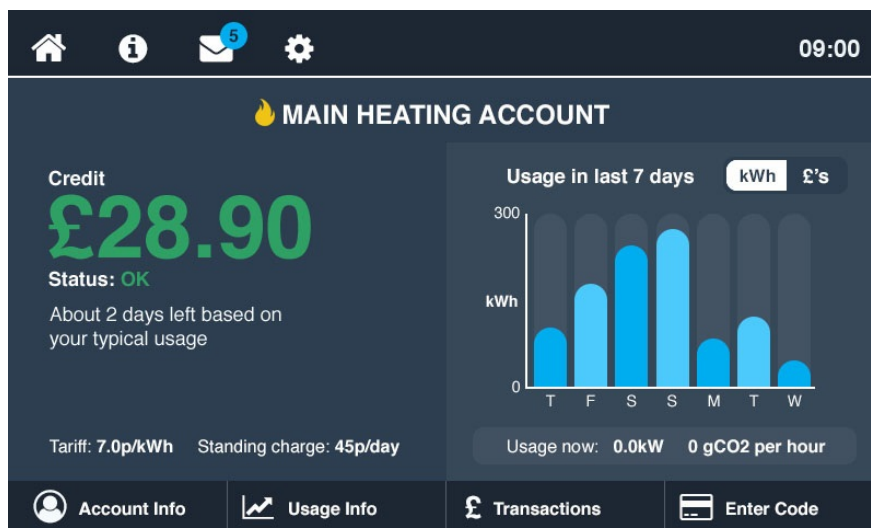 5
09:00
MAIN HEATING ACCOUNT
Credit
£28.90
Status: OK
About 2 days left based on
your typical usage
Tariff: 7.0p/kWh Standing charge: 45p/day
Usage in last 7 days kWh £'s
300
kWh
0
T F S S M T W
Usage now: 0.0kW 0 gCO2 per hour
Account Info Usage Info £ Transactions Enter Code